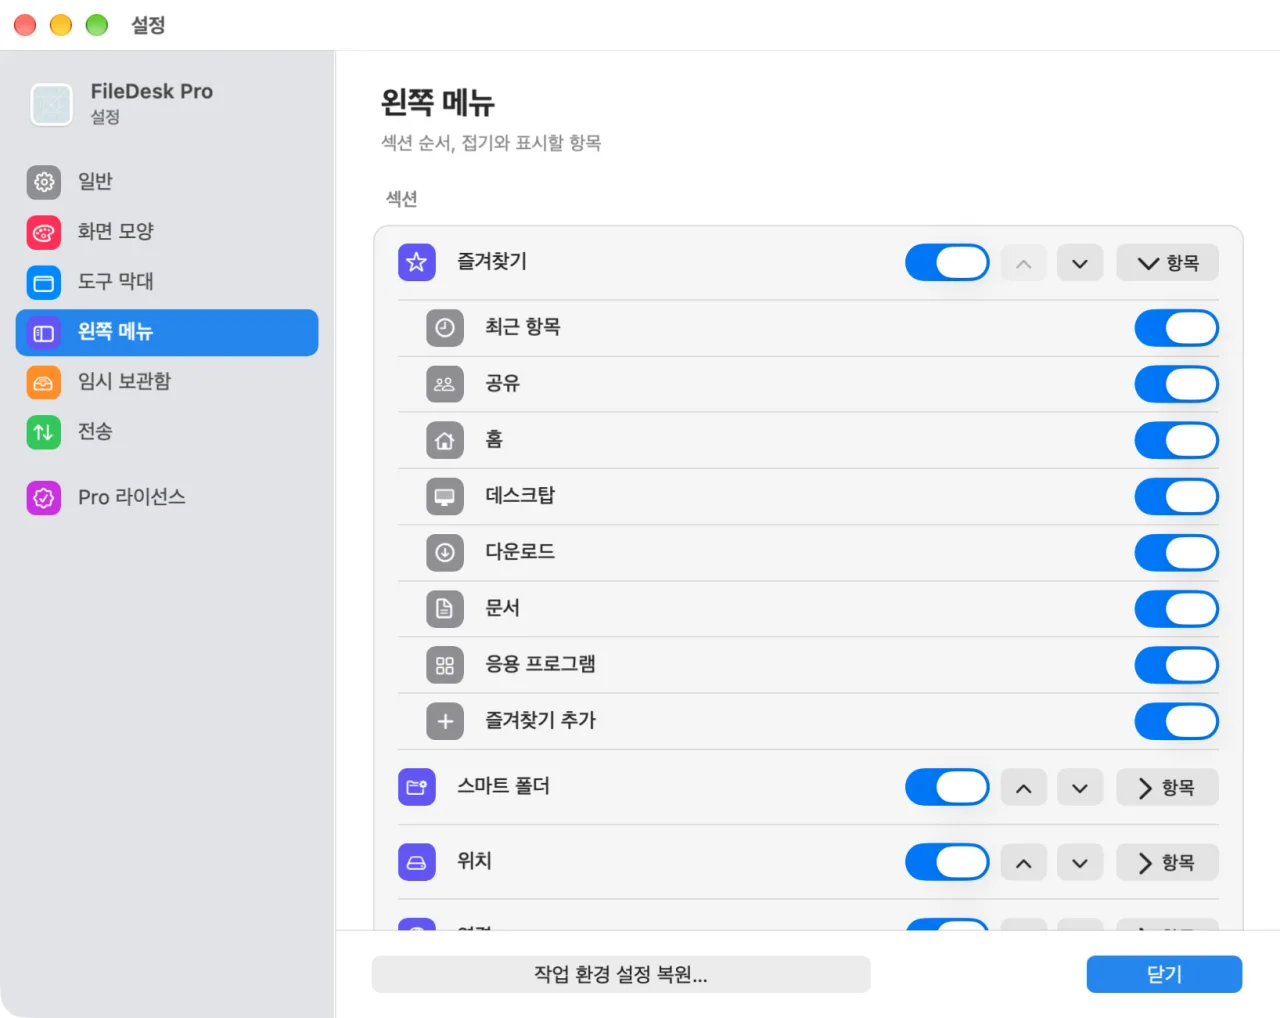 설정
FileDesk Pro
설정
일반
화면 모양
도구 막대
왼쪽 메뉴
임시 보관함
전송
Pro 라이선스
왼쪽 메뉴
섹션 순서, 접기와 표시할 항목
섹션
즐겨찾기
항목
최근 항목
공유
홈
데스크탑
다운로드
문서
응용 프로그램
즐겨찾기 추가
스마트 폴더
항목
위치
항목
작업 환경 설정 복원...
닫기